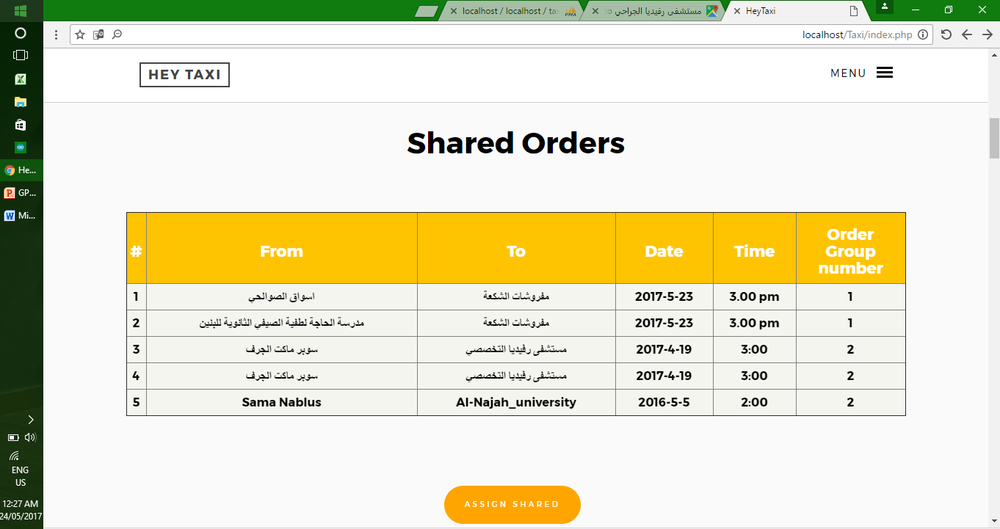 localhost / localhost / ta
مستشفى رفيديا الجراحي to
HeyTaxi
localhost/Taxi/index.php
HEY TAXI
MENU
Shared Orders
# From To Date Time Order Group number
1 اسواق الصوالحي مفروشات الشكعة 2017-5-23 3.00 pm 1
2 مدرسة الحاجة لطفية الصيفي الثانوية للبنين مفروشات الشكعة 2017-5-23 3.00 pm 1
3 سوبر ماكت الجرف مستشفى رفيديا التخصصي 2017-4-19 3:00 2
4 سوبر ماكت الجرف مستشفى رفيديا التخصصي 2017-4-19 3:00 2
5 Sama Nablus Al-Najah_university 2016-5-5 2:00 2
ASSIGN SHARED
He...
GP...
Mi...
ENG
US
12:27 AM
24/05/2017